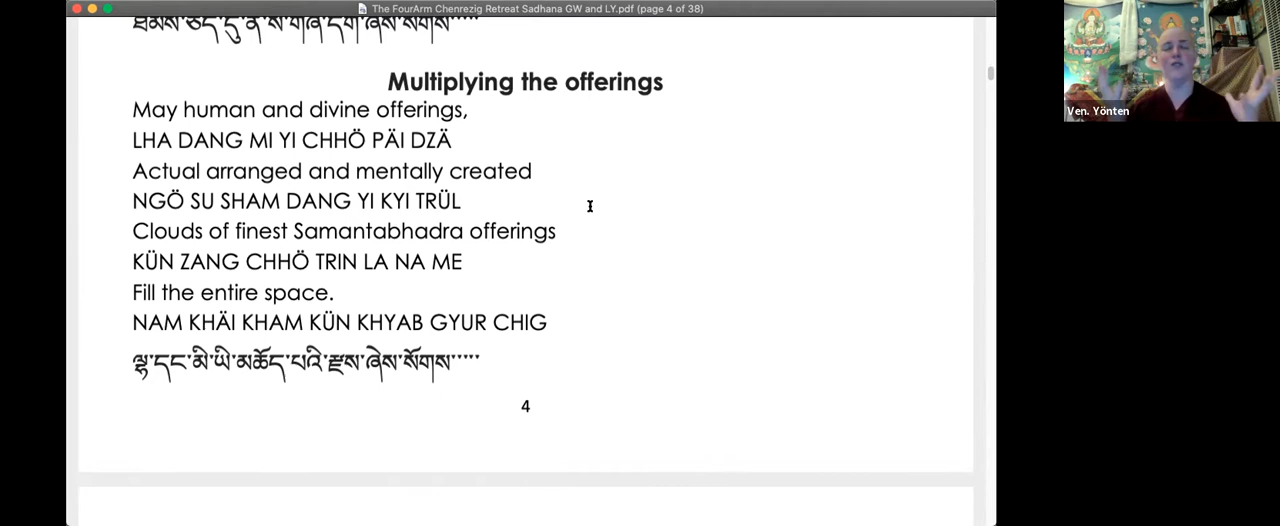 The FourArm Chenrezig Retreat Sadhana GW and LY.pdf (page 4 of 38)
Ven. Yönten
Multiplying the offerings
May human and divine offerings,
LHA DANG MI YI CHHÖ PÄI DZÄ
Actual arranged and mentally created
NGÖ SU SHAM DANG YI KYI TRÜL
Clouds of finest Samantabhadra offerings
KÜN ZANG CHHÖ TRIN LA NA ME
Fill the entire space.
NAM KHÄI KHAM KÜN KHYAB GYUR CHIG
ལྷ་དང་མི་ཡི་མཆོད་པའི་རྫས་ཞེས་སོགས་་་་་
4